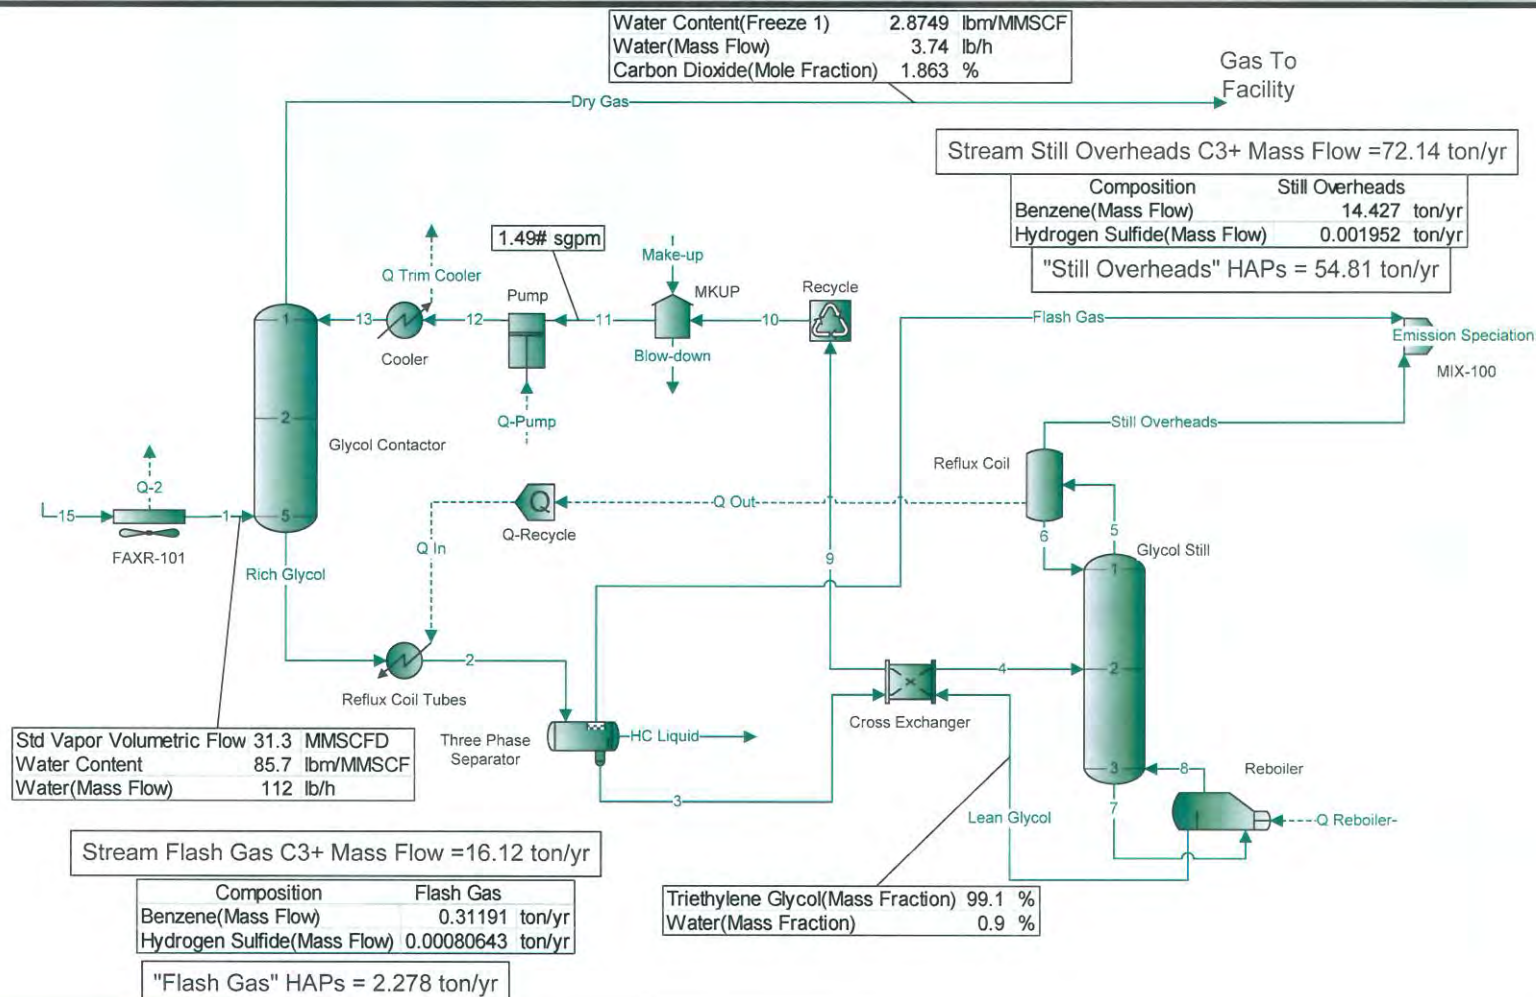 Water Content(Freeze 1) 2.8749 lbm/MMSCF
Water(Mass Flow) 3.74 lb/h
Carbon Dioxide(Mole Fraction) 1.863 %
Gas To
Facility
Dry Gas
Stream Still Overheads C3+ Mass Flow =72.14 ton/yr
Composition Still Overheads
Benzene(Mass Flow) 14.427 ton/yr
Hydrogen Sulfide(Mass Flow) 0.001952 ton/yr
"Still Overheads" HAPs = 54.81 ton/yr
1.49# sgpm
Make-up
Q Trim Cooler
Pump
MKUP
Recycle
1
13
12
11
10
Flash Gas
Cooler
Blow-down
Emission Speciation
MIX-100
Q-Pump
2
Glycol Contactor
Still Overheads
Reflux Coil
Q-2
15
1
5
FAXR-101
Q
Q-Recycle
Q Out
5
6
Glycol Still
Q In
9
1
Rich Glycol
2
4
2
Reflux Coil Tubes
Cross Exchanger
Three Phase
Separator
HC Liquid
3
8
Reboiler
3
7
Lean Glycol
Q Reboiler-
Std Vapor Volumetric Flow 31.3 MMSCFD
Water Content 85.7 lbm/MMSCF
Water(Mass Flow) 112 lb/h
Stream Flash Gas C3+ Mass Flow =16.12 ton/yr
Composition Flash Gas
Benzene(Mass Flow) 0.31191 ton/yr
Hydrogen Sulfide(Mass Flow) 0.00080643 ton/yr
"Flash Gas" HAPs = 2.278 ton/yr
Triethylene Glycol(Mass Fraction) 99.1 %
Water(Mass Fraction) 0.9 %